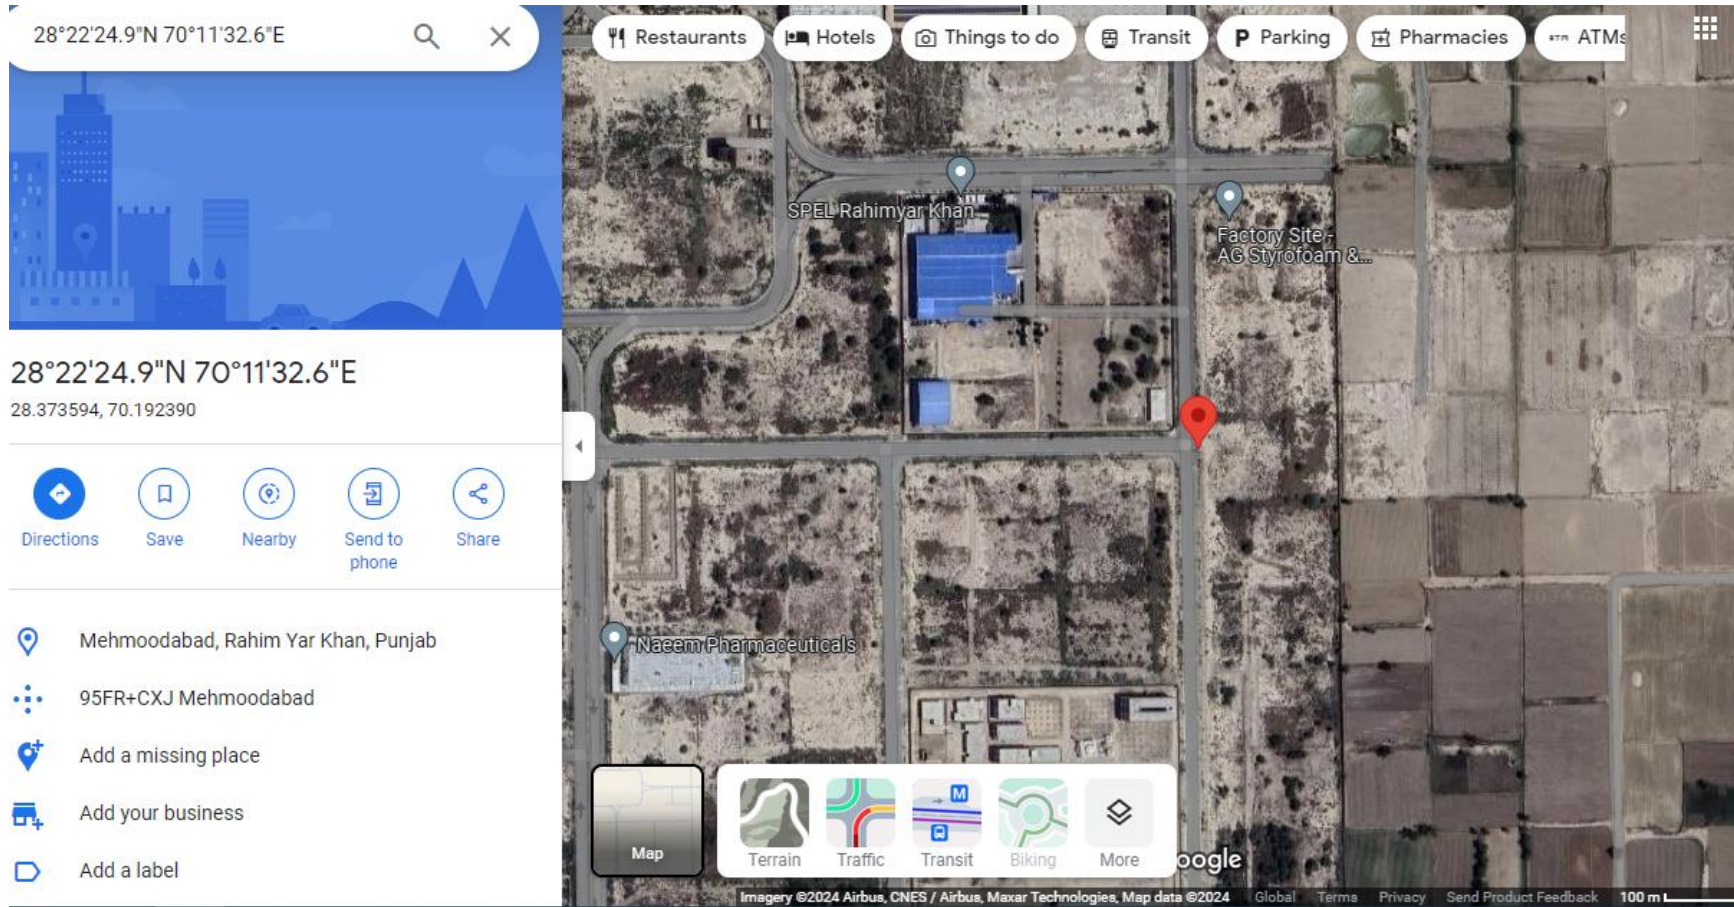 28°22'24.9"N 70°11'32.6"E
Restaurants
Hotels
Things to do
Transit
P Parking
Pharmacies
ATM ATMs
28°22'24.9"N 70°11'32.6"E
28.373594, 70.192390
Directions
Save
Nearby
Send to
phone
Share
Mehmoodabad, Rahim Yar Khan, Punjab
95FR+CXJ Mehmoodabad
Add a missing place
Add your business
Add a label
SPEL Rahimyar Khan
Factory Site -
AG Styrofoam &...
Naeem Pharmaceuticals
Map
Terrain
Traffic
M
Transit
Biking
More
oogle
Imagery ©2024 Airbus, CNES / Airbus, Maxar Technologies, Map data ©2024
Global
Terms
Privacy
Send Product Feedback
100 m